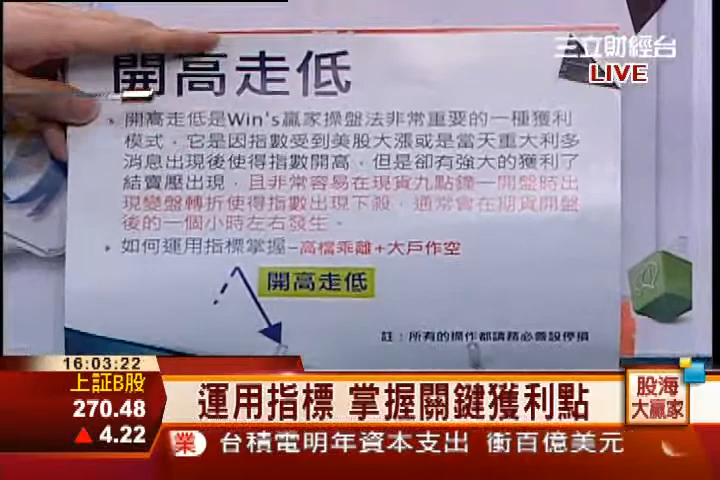 三立財經台
LIVE
開高走低
開高走低是Win's贏家操盤法非常重要的一種獲利
模式，它是因指數受到美股大漲或是當天重大利多
消息出現後使得指數開高，但是卻有強大的獲利了
結賣壓出現，且非常容易在現貨九點鐘一開盤時出
現變盤轉折使得指數出現下殺，通常會在期貨開盤
後的一個小時左右發生。
如何運用指標掌握-高檔乖離+大戶作空
開高走低
註：所有的操作都請務必嚴設停損
16:03:22
上証B股
270.48
▲ 4.22
運用指標 掌握關鍵獲利點
股海
大贏家
業 台積電明年資本支出 衝百億美元